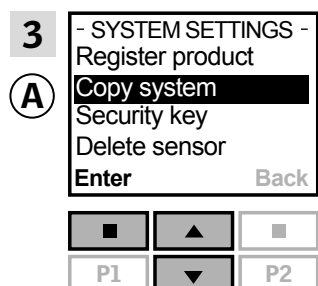 3
A
- SYSTEM SETTINGS -
Register product
Copy system
Security key
Delete sensor
Enter Back
P1 P2